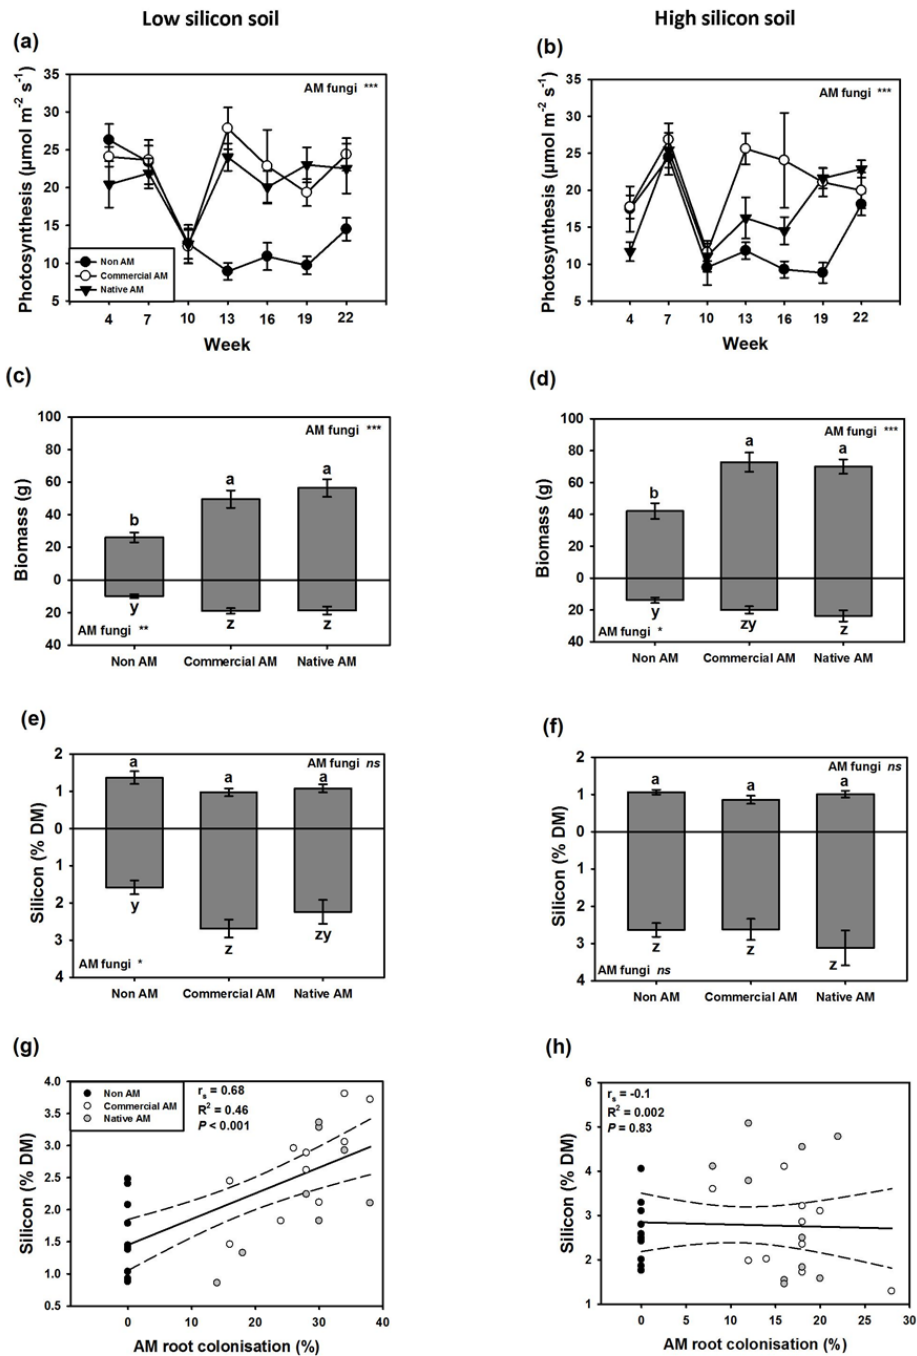 Low silicon soil
High silicon soil
(a)
Photosynthesis (µmol m⁻² s⁻¹)
35
30
25
20
15
10
5
AM fungi ***
Non AM
Commercial AM
Native AM
4 7 10 13 16 19 22
Week
(b)
Photosynthesis (µmol m⁻² s⁻¹)
35
30
25
20
15
10
5
AM fungi ***
4 7 10 13 16 19 22
Week
(c)
Biomass (g)
100
80
60
40
20
0
20
40
AM fungi ***
b a a
y z z
AM fungi **
Non AM Commercial AM Native AM
(d)
Biomass (g)
100
80
60
40
20
0
20
40
AM fungi ***
b a a
y zy z
AM fungi *
Non AM Commercial AM Native AM
(e)
Silicon (% DM)
2
1
0
1
2
3
4
AM fungi ns
a a a
y z zy
AM fungi *
Non AM Commercial AM Native AM
(f)
Silicon (% DM)
2
1
0
1
2
3
4
AM fungi ns
a a a
z z z
AM fungi ns
Non AM Commercial AM Native AM
(g)
Silicon (% DM)
4.0
3.5
3.0
2.5
2.0
1.5
1.0
0.5
Non AM
Commercial AM
Native AM
rₛ = 0.68
R² = 0.46
P < 0.001
0 10 20 30 40
AM root colonisation (%)
(h)
Silicon (% DM)
6
5
4
3
2
1
rₛ = -0.1
R² = 0.002
P = 0.83
0 5 10 15 20 25 30
AM root colonisation (%)